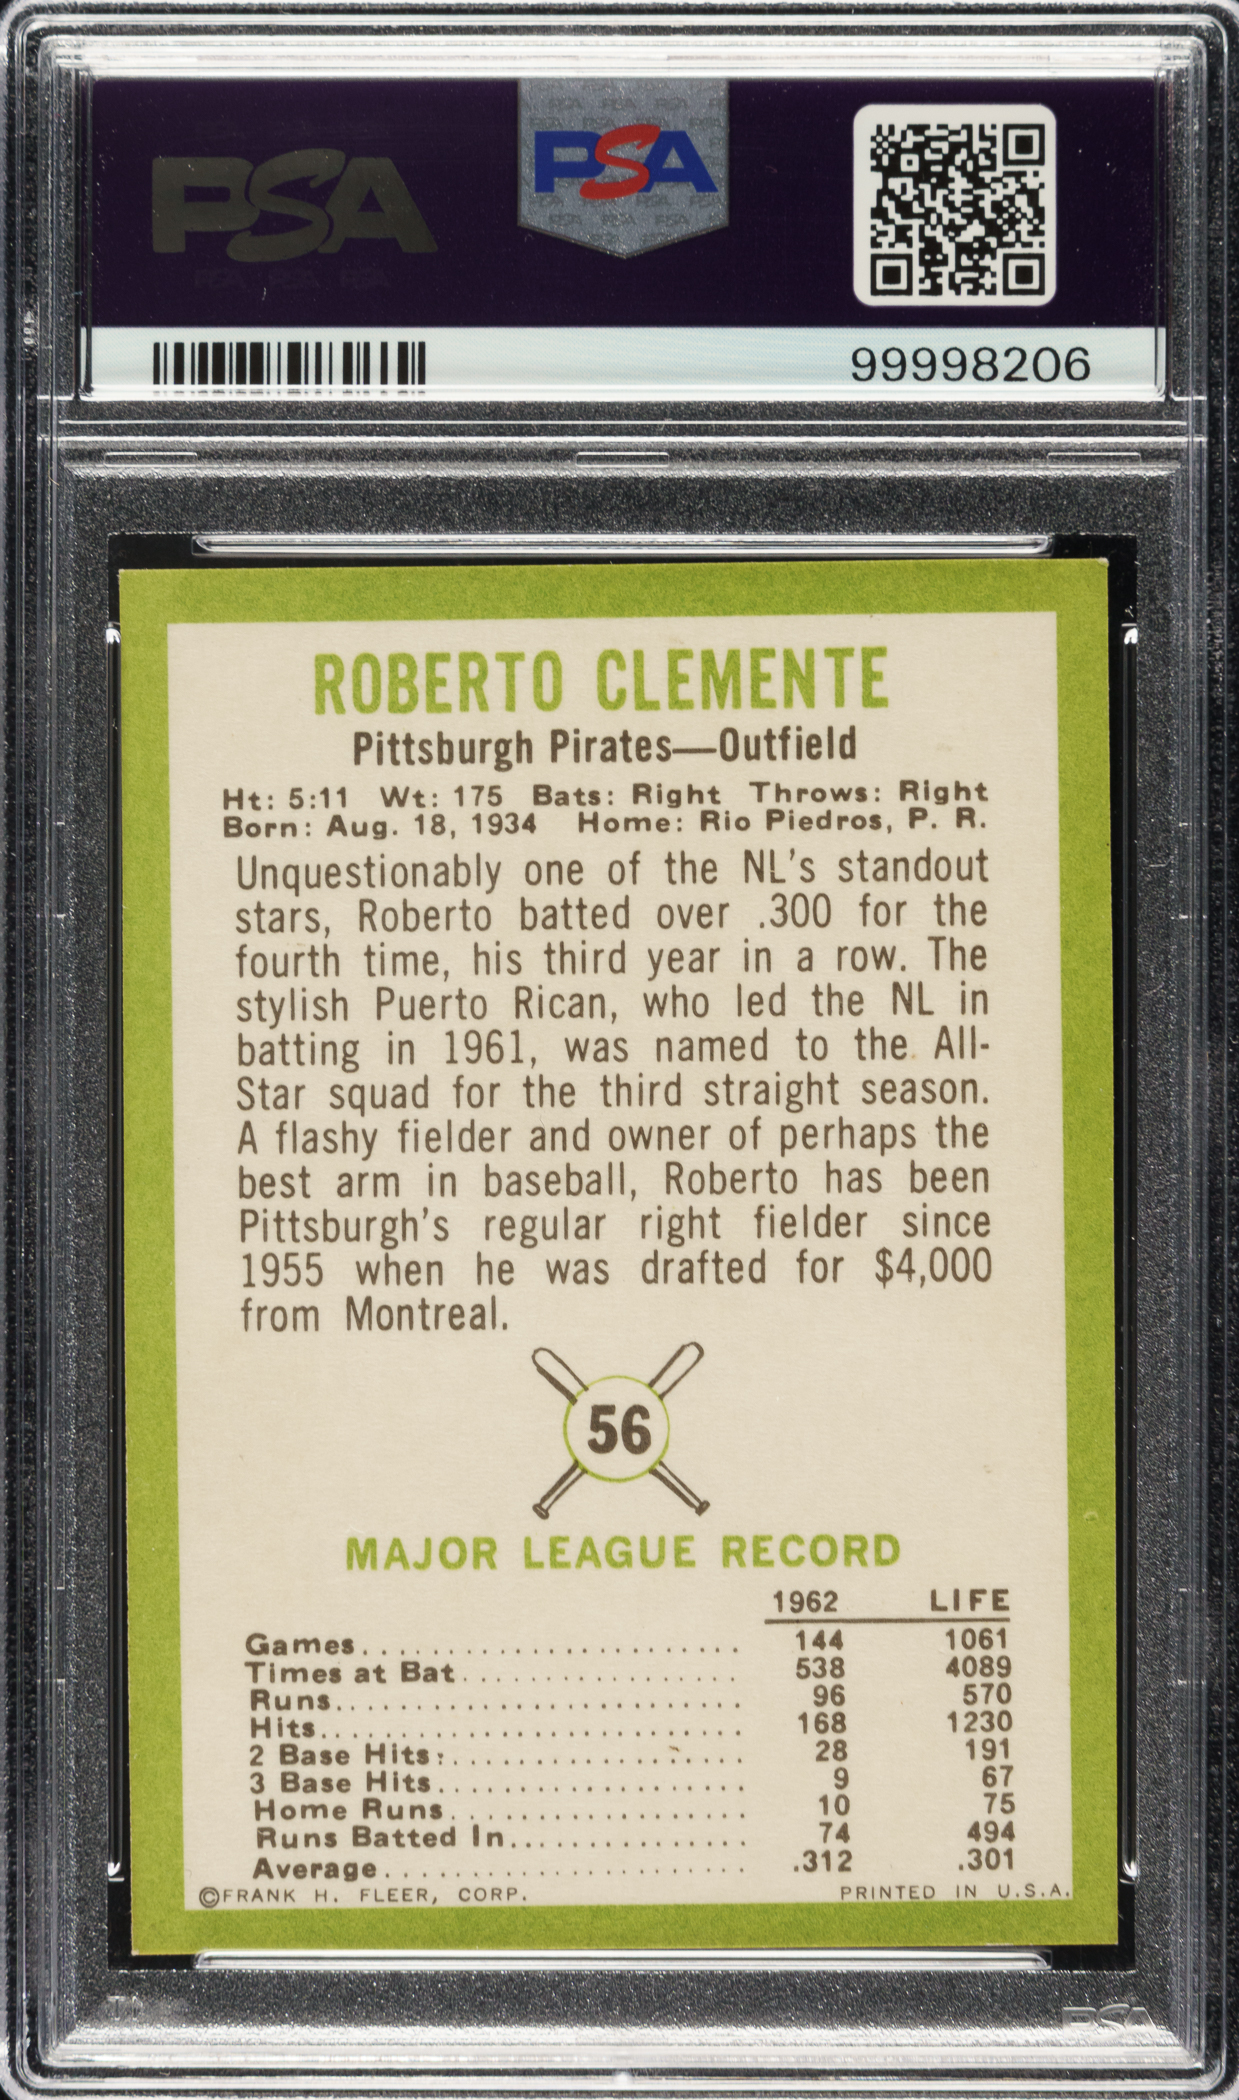 PSA
PSA
99998206
ROBERTO CLEMENTE
Pittsburgh Pirates—Outfield
Ht: 5:11 Wt: 175 Bats: Right Throws: Right
Born: Aug. 18, 1934 Home: Rio Piedros, P. R.
Unquestionably one of the NL's standout
stars, Roberto batted over .300 for the
fourth time, his third year in a row. The
stylish Puerto Rican, who led the NL in
batting in 1961, was named to the All-
Star squad for the third straight season.
A flashy fielder and owner of perhaps the
best arm in baseball, Roberto has been
Pittsburgh's regular right fielder since
1955 when he was drafted for $4,000
from Montreal.
56
MAJOR LEAGUE RECORD
1962 LIFE
Games........................ 144 1061
Times at Bat................... 538 4089
Runs.......................... 96 570
Hits........................... 168 1230
2 Base Hits:.................... 28 191
3 Base Hits..................... 9 67
Home Runs..................... 10 75
Runs Batted In................ 74 494
Average....................... .312 .301
©FRANK H. FLEER, CORP. PRINTED IN U.S.A.
PSA